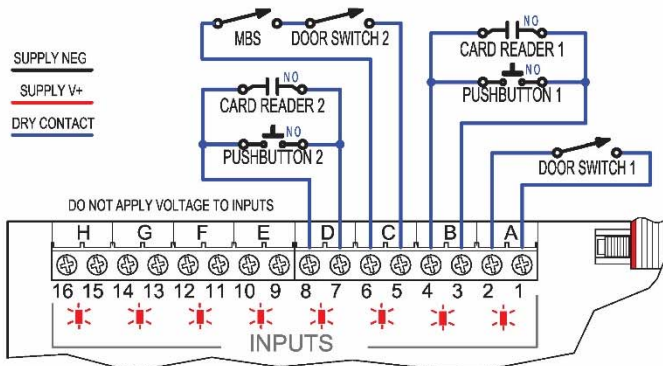 SUPPLY NEG
SUPPLY V+
DRY CONTACT
MBS
DOOR SWITCH 2
NO
CARD READER 2
NO
PUSHBUTTON 2
NO
CARD READER 1
NO
PUSHBUTTON 1
DOOR SWITCH 1
DO NOT APPLY VOLTAGE TO INPUTS
H G F E D C B A
16 15 14 13 12 11 10 9 8 7 6 5 4 3 2 1
INPUTS